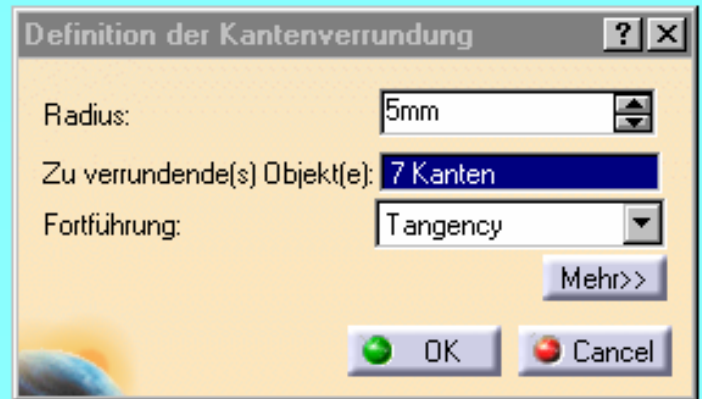 Definition der Kantenverrundung ? X
Radius: 5mm
Zu verrundende(s) Objekt(e): 7 Kanten
Fortführung: Tangency
Mehr>>
OK Cancel